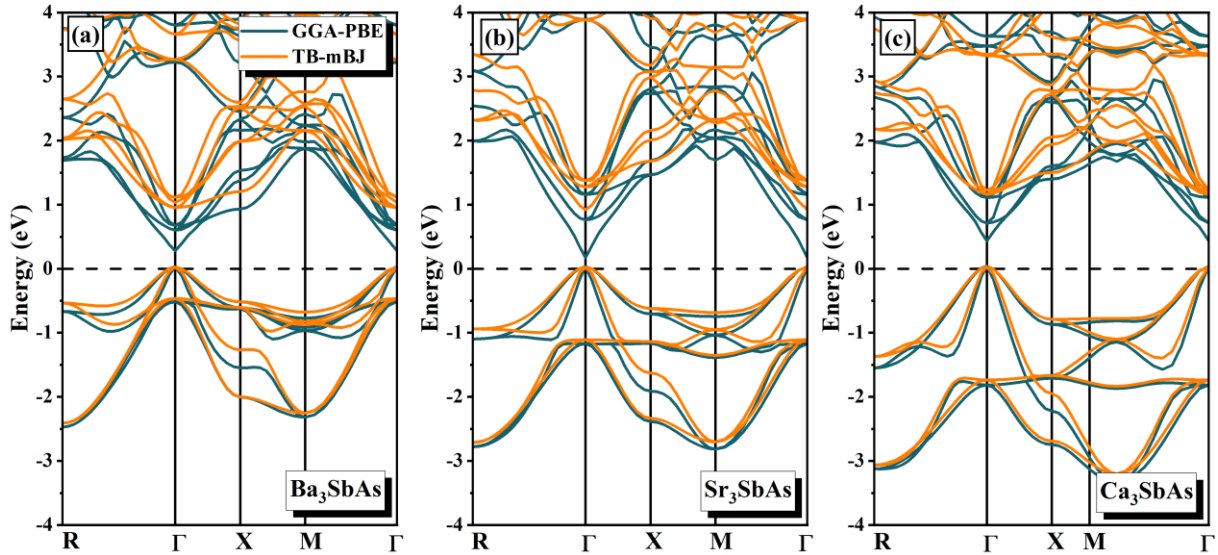 (a)
GGA-PBE
TB-mBJ
Energy (eV)
4
3
2
1
0
-1
-2
-3
-4
Ba₃SbAs
R Γ X M Γ
(b)
Energy (eV)
4
3
2
1
0
-1
-2
-3
-4
Sr₃SbAs
R Γ X M Γ
(c)
Energy (eV)
4
3
2
1
0
-1
-2
-3
-4
Ca₃SbAs
R Γ X M Γ